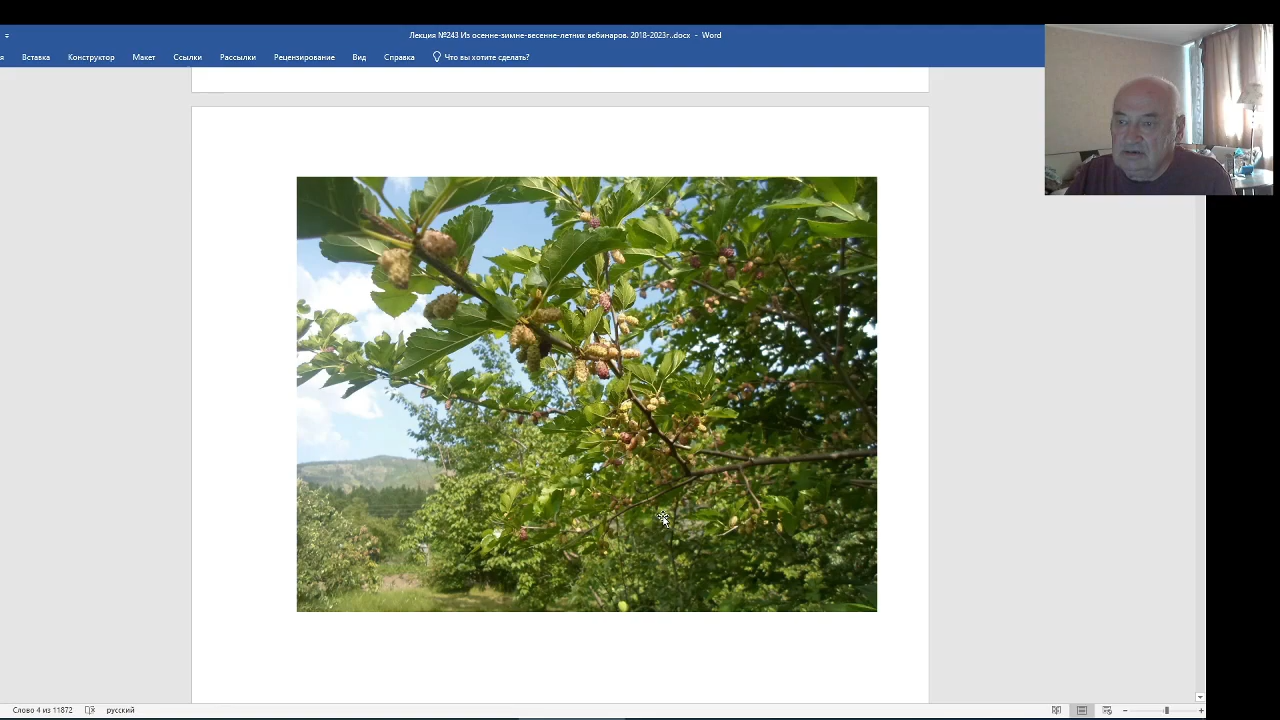 Лекция №243 Из осенне-зимне-весенне-летних вебинаров. 2018-2023г..docx - Word
я Вставка Конструктор Макет Ссылки Рассылки Рецензирование Вид Справка Что вы хотите сделать?
Слово 4 из 11872 русский